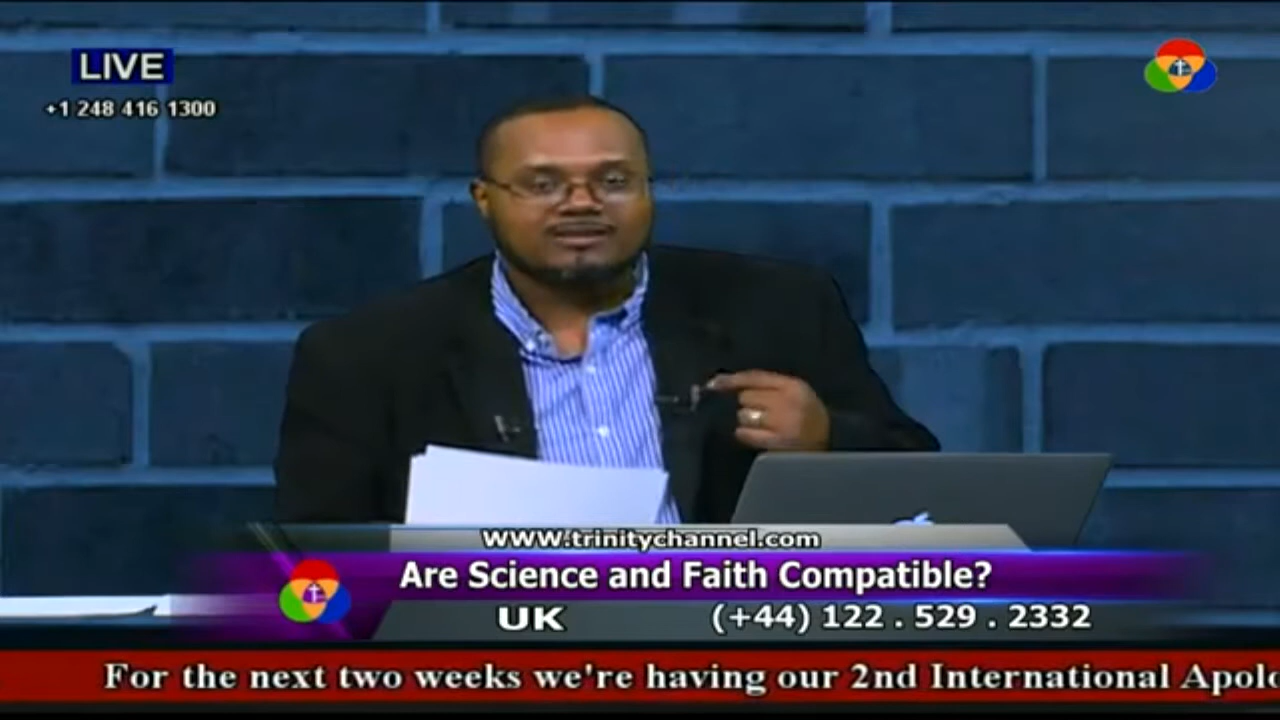 LIVE
+1 248 416 1300
WWW.trinitychannel.com
Are Science and Faith Compatible?
UK (+44) 122 . 529 . 2332
For the next two weeks we're having our 2nd International Apolo